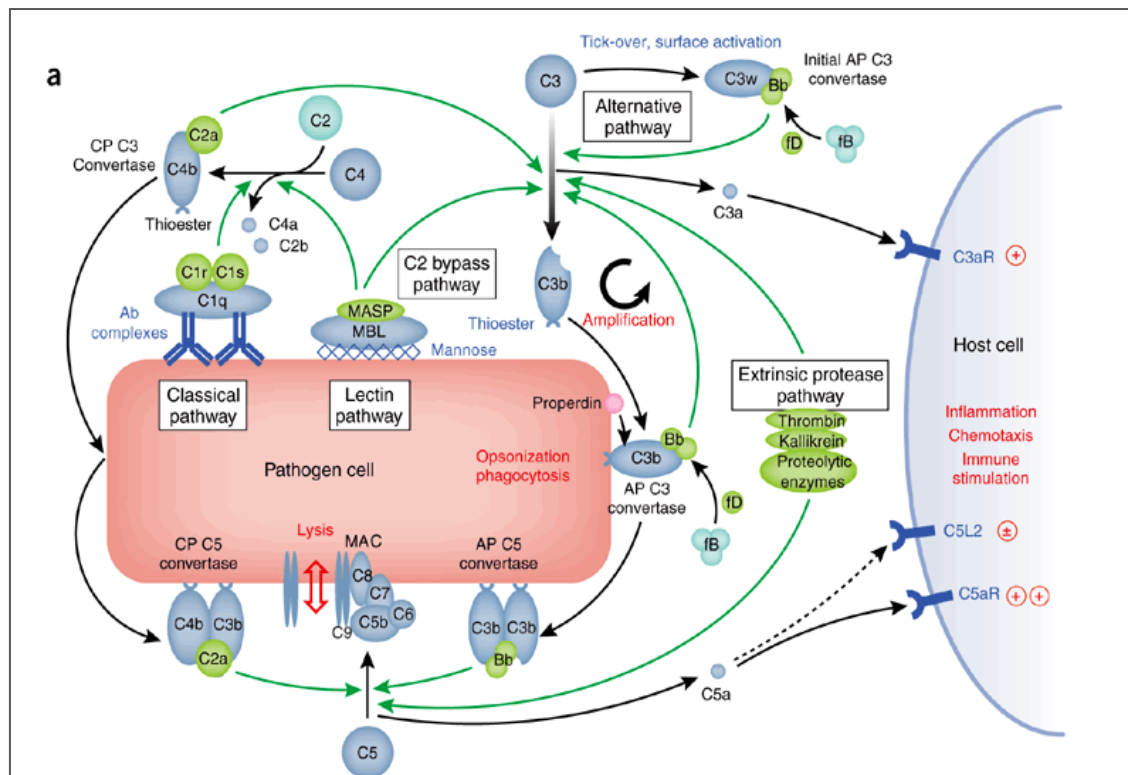 a
Tick-over, surface activation
C3
C3w
Bb
Initial AP C3
convertase
Alternative
pathway
fD
fB
C2a
C2
CP C3
Convertase
C4b
C4
Thioester
C4a
C2b
C3a
C3aR
+
C1r
C1s
C1q
Ab
complexes
C2 bypass
pathway
MASP
MBL
Mannose
C3b
Thioester
Amplification
Host cell
Classical
pathway
Lectin
pathway
Extrinsic protease
pathway
Thrombin
Kallikrein
Proteolytic
enzymes
Properdin
Bb
C3b
Opsonization
phagocytosis
AP C3
convertase
fD
fB
Inflammation
Chemotaxis
Immune
stimulation
Pathogen cell
Lysis
CP C5
convertase
MAC
AP C5
convertase
C5L2
±
C5aR
+ +
C8
C7
C6
C5b
C9
C4b
C3b
C2a
C3b
C3b
Bb
C5a
C5